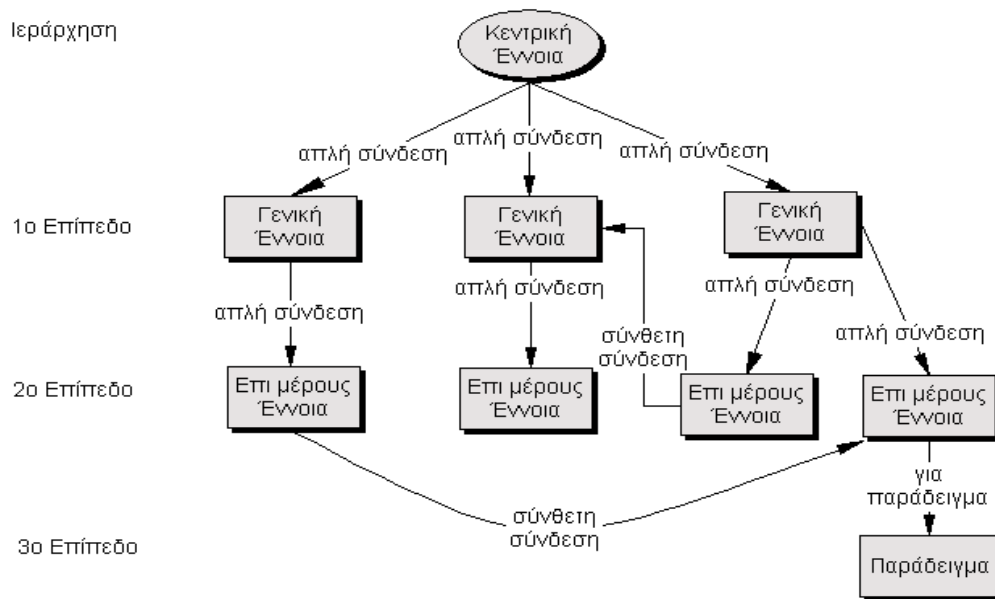 Ιεράρχηση
Κεντρική
Έννοια
απλή σύνδεση
απλή σύνδεση
απλή σύνδεση
1ο Επίπεδο
Γενική
Έννοια
Γενική
Έννοια
Γενική
Έννοια
απλή σύνδεση
απλή σύνδεση
απλή σύνδεση
απλή σύνδεση
σύνθετη
σύνδεση
2ο Επίπεδο
Επι μέρους
Έννοια
Επι μέρους
Έννοια
Επι μέρους
Έννοια
Επι μέρους
Έννοια
για
παράδειγμα
σύνθετη
σύνδεση
3ο Επίπεδο
Παράδειγμα